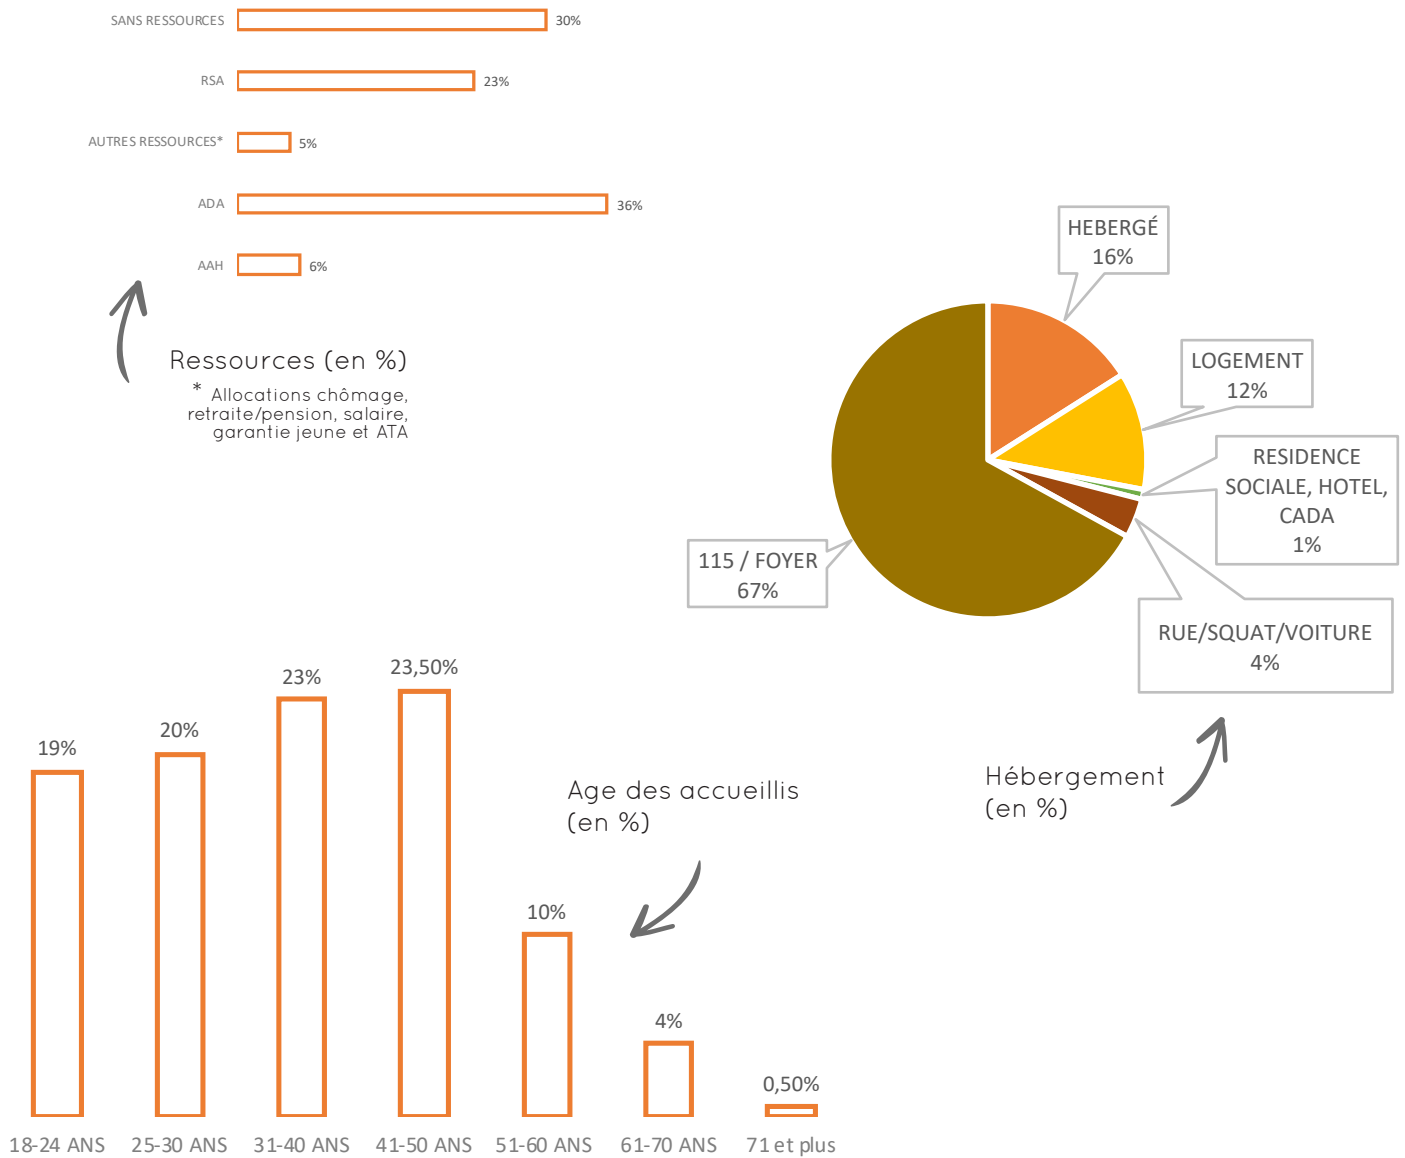 SANS RESSOURCES 30%
RSA 23%
AUTRES RESSOURCES* 5%
ADA 36%
AAH 6%
Ressources (en %)
* Allocations chômage,
retraite/pension, salaire,
garantie jeune et ATA
HEBERGÉ
16%
LOGEMENT
12%
RESIDENCE
SOCIALE, HOTEL,
CADA
1%
115 / FOYER
67%
RUE/SQUAT/VOITURE
4%
Hébergement
(en %)
Age des accueillis
(en %)
19% 20% 23% 23,50% 10% 4% 0,50%
18-24 ANS 25-30 ANS 31-40 ANS 41-50 ANS 51-60 ANS 61-70 ANS 71 et plus